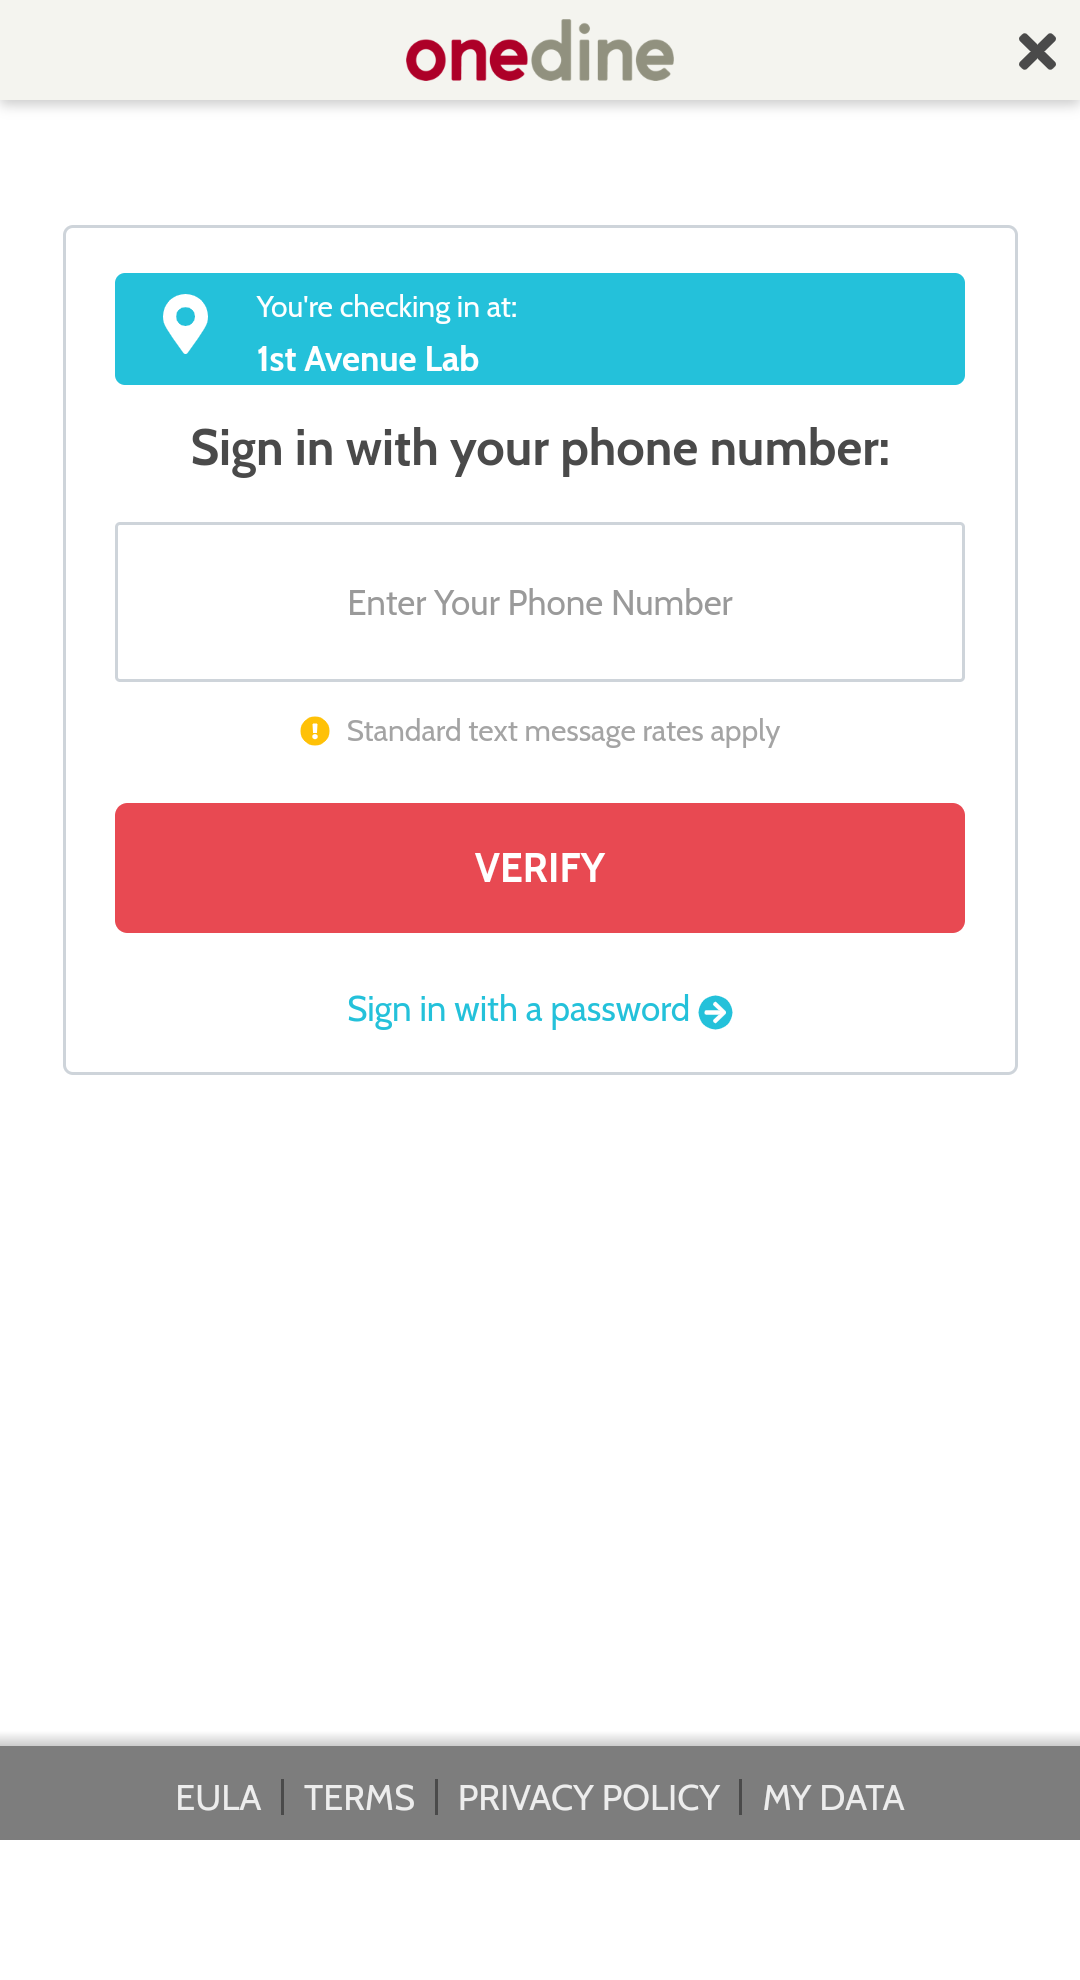 onedine
You're checking in at:
1st Avenue Lab
Sign in with your phone number:
Enter Your Phone Number
Standard text message rates apply
VERIFY
Sign in with a password
EULA | TERMS | PRIVACY POLICY | MY DATA